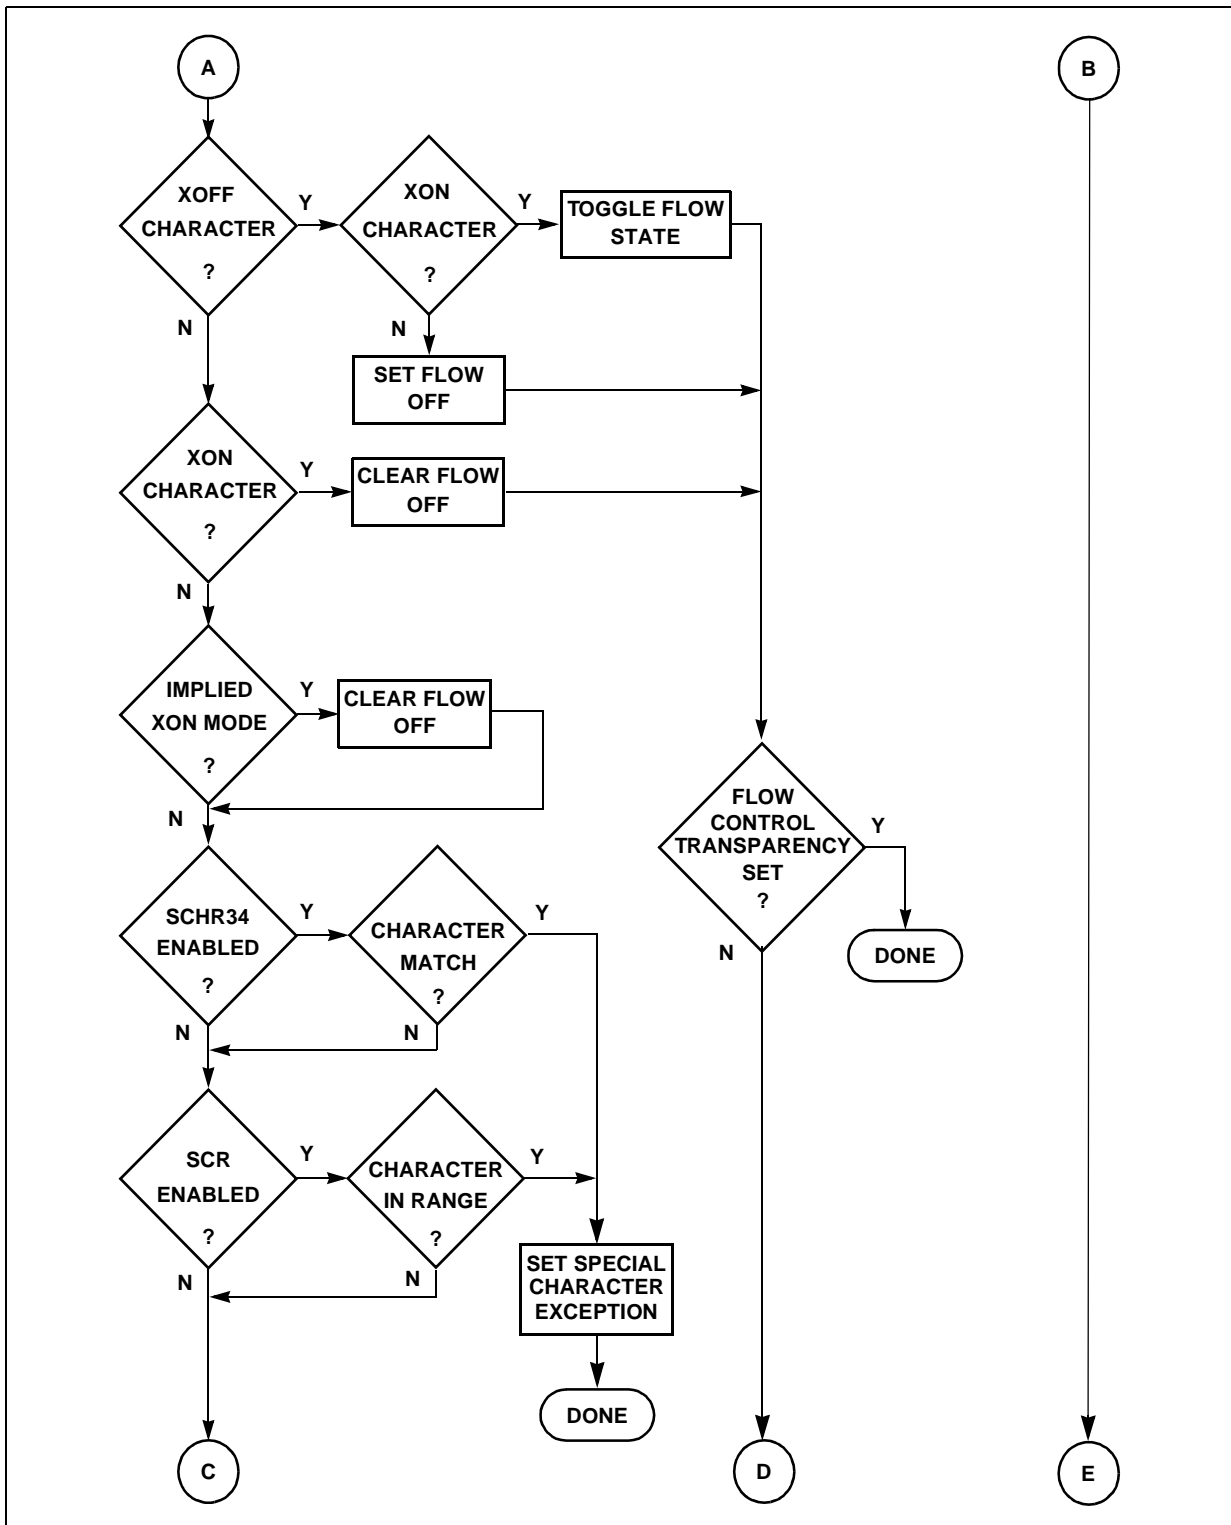 A
B
XOFF
CHARACTER
?
Y
N
XON
CHARACTER
?
Y
N
TOGGLE FLOW
STATE
SET FLOW
OFF
XON
CHARACTER
?
Y
N
CLEAR FLOW
OFF
IMPLIED
XON MODE
?
Y
N
CLEAR FLOW
OFF
FLOW
CONTROL
TRANSPARENCY
SET
?
Y
N
DONE
SCHR34
ENABLED
?
Y
N
CHARACTER
MATCH
?
Y
N
SCR
ENABLED
?
Y
N
CHARACTER
IN RANGE
?
Y
N
SET SPECIAL
CHARACTER
EXCEPTION
DONE
C
D
E